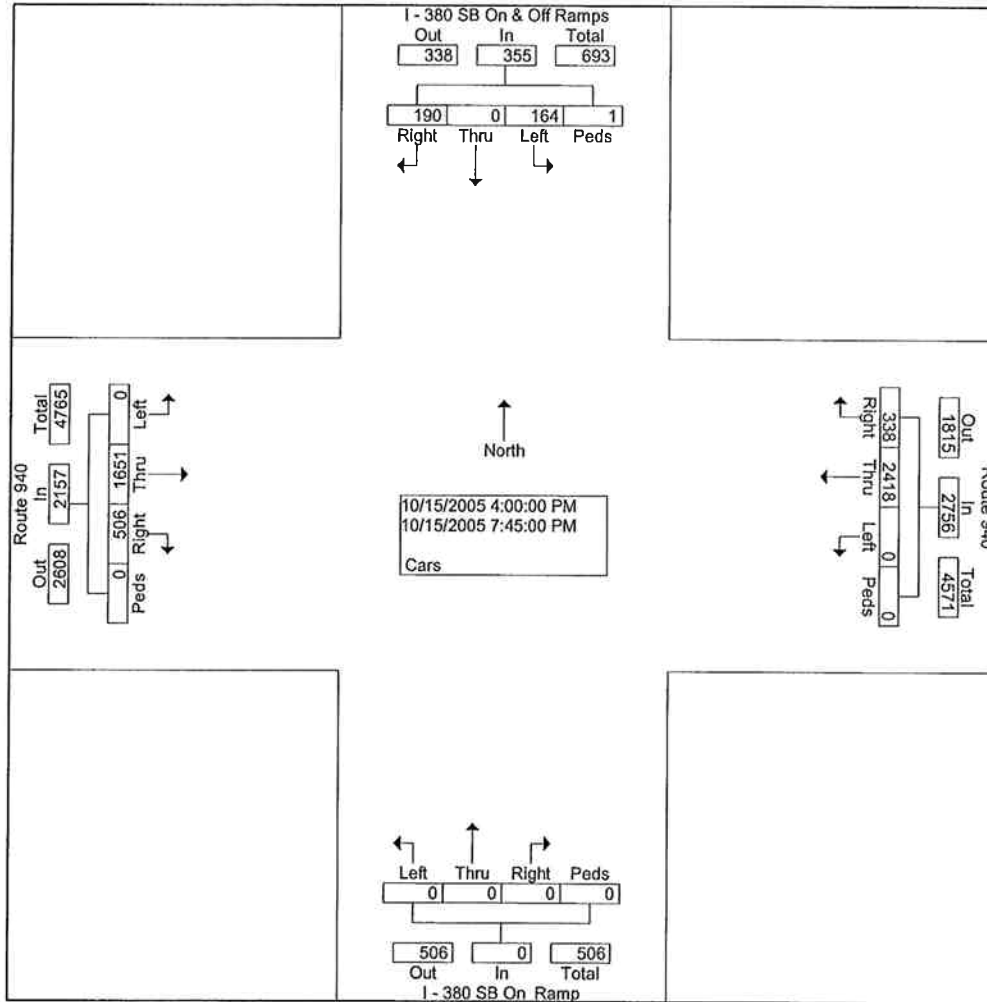 I - 380 SB On & Off Ramps
Out In Total
338 355 693
190 0 164 1
Right Thru Left Peds
Route 940
Total In Out
4765 2157 2608
0 1651 506 0
Left Thru Right Peds
North
10/15/2005 4:00:00 PM
10/15/2005 7:45:00 PM
Cars
Right Thru Left Peds
338 2418 0 0
Out In Total
1815 2756 4571
Route 940
Left Thru Right Peds
0 0 0 0
506 0 506
Out In Total
I - 380 SB On Ramp